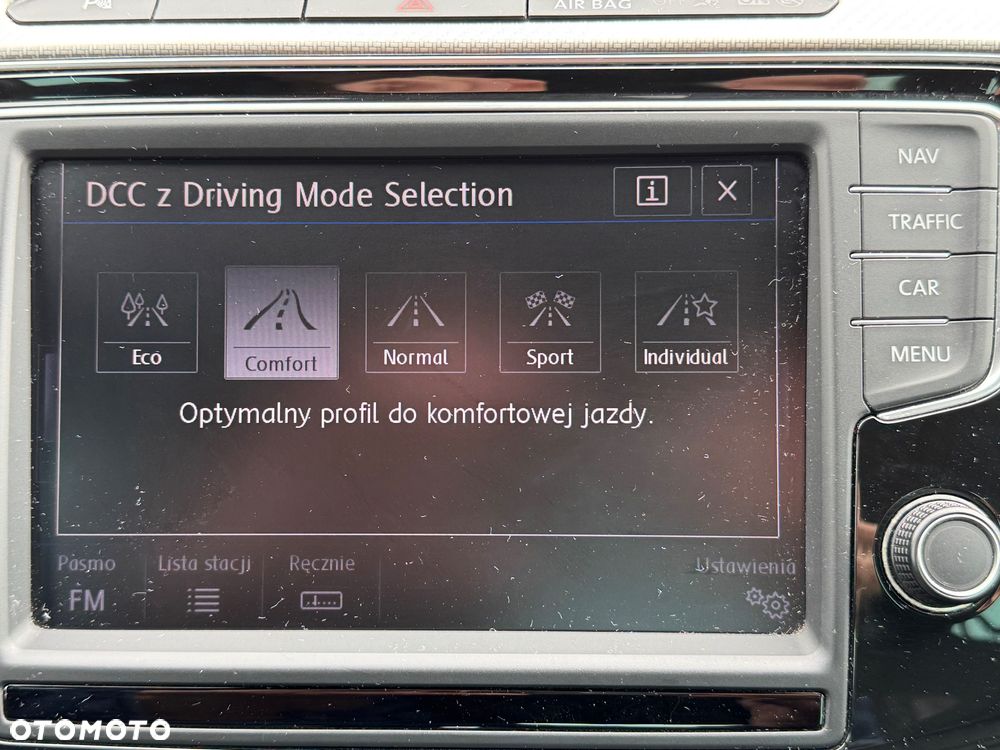 AIR BAG OFF
DCC z Driving Mode Selection
i
X
NAV
TRAFFIC
CAR
MENU
Eco
Comfort
Normal
Sport
Individual
Optymalny profil do komfortowej jazdy.
Pasmo
Lista stacji
Ręcznie
Ustawienia
FM
OTOMOTO